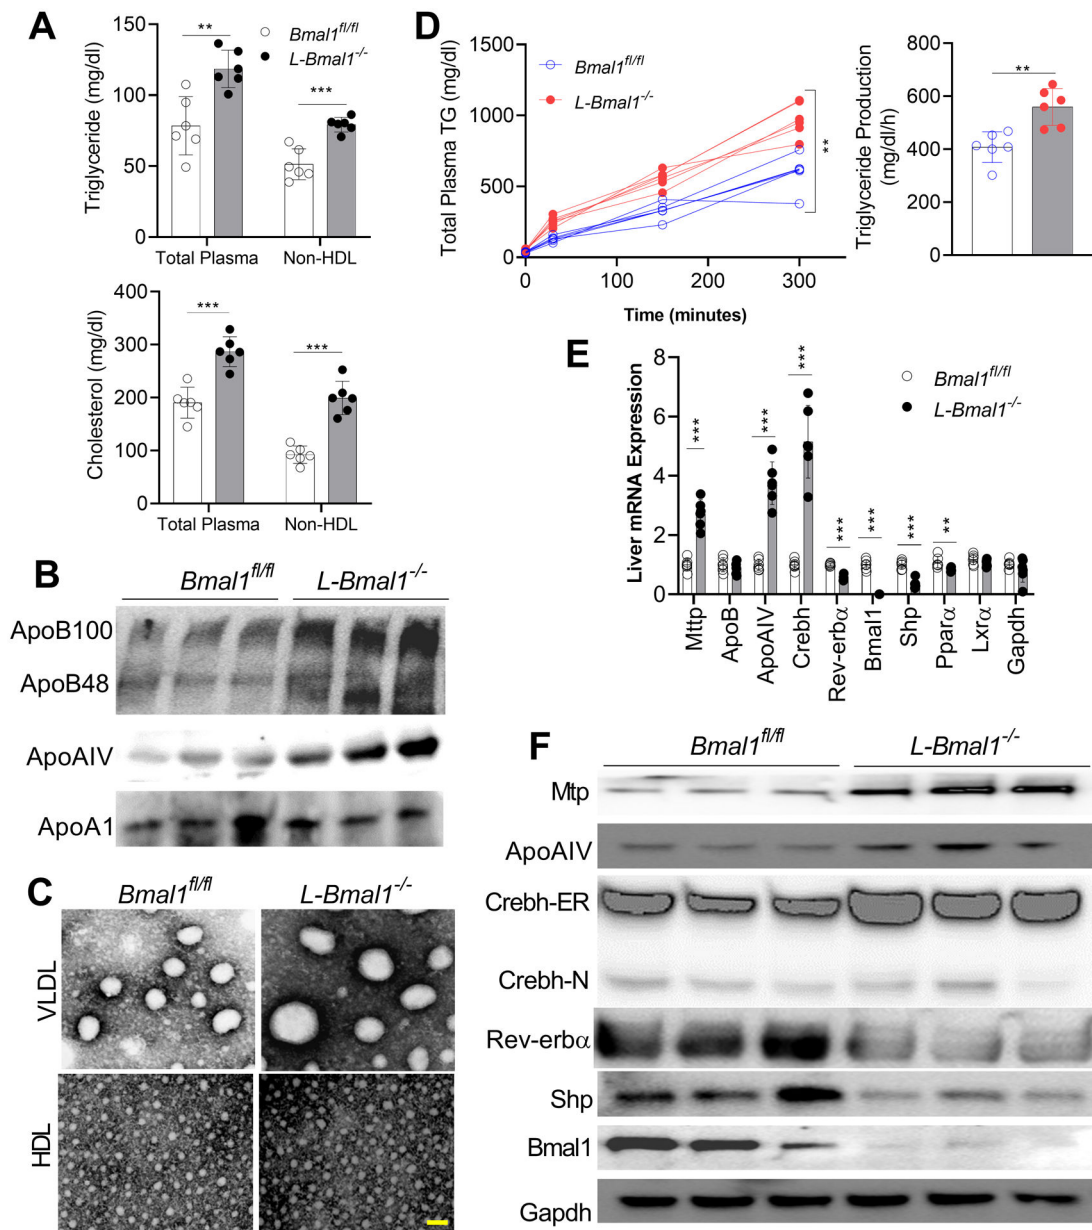 A
Triglyceride (mg/dl)
150
100
50
0
**
***
Bmal1fl/fl
L-Bmal1-/-
Total Plasma
Non-HDL
Cholesterol (mg/dl)
400
300
200
100
0
***
***
Total Plasma
Non-HDL
B
Bmal1fl/fl
L-Bmal1-/-
ApoB100
ApoB48
ApoAIV
ApoA1
C
Bmal1fl/fl
L-Bmal1-/-
VLDL
HDL
D
Total Plasma TG (mg/dl)
1500
1000
500
0
Bmal1fl/fl
L-Bmal1-/-
**
0
100
200
300
Time (minutes)
Triglyceride Production
(mg/dl/h)
800
600
400
200
0
**
E
Liver mRNA Expression
8
6
4
2
0
***
***
***
***
***
***
**
Bmal1fl/fl
L-Bmal1-/-
Mttp
ApoB
ApoAIV
Crebh
Rev-erbα
Bmal1
Shp
Pparα
Lxrα
Gapdh
F
Bmal1fl/fl
L-Bmal1-/-
Mtp
ApoAIV
Crebh-ER
Crebh-N
Rev-erbα
Shp
Bmal1
Gapdh